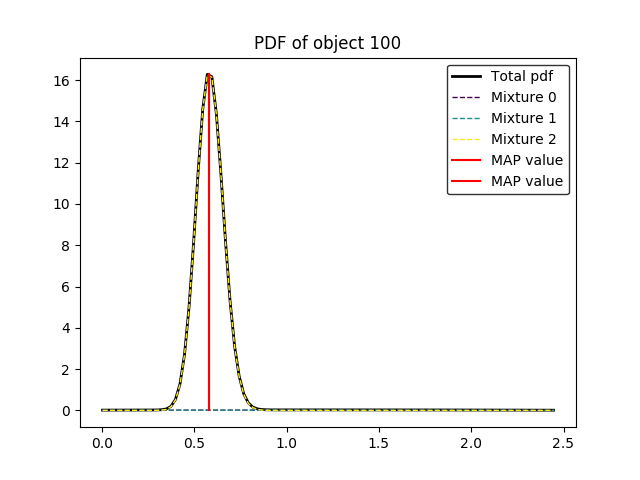 PDF of object 100
Total pdf
Mixture 0
Mixture 1
Mixture 2
MAP value
MAP value
16
14
12
10
8
6
4
2
0
0.0 0.5 1.0 1.5 2.0 2.5